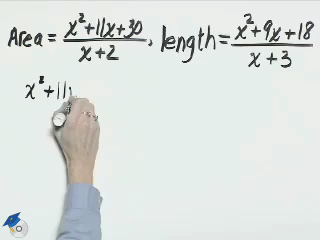 Area = (x² + 11x + 30)/(x + 2), length = (x² + 9x + 18)/(x + 3)
x² + 11